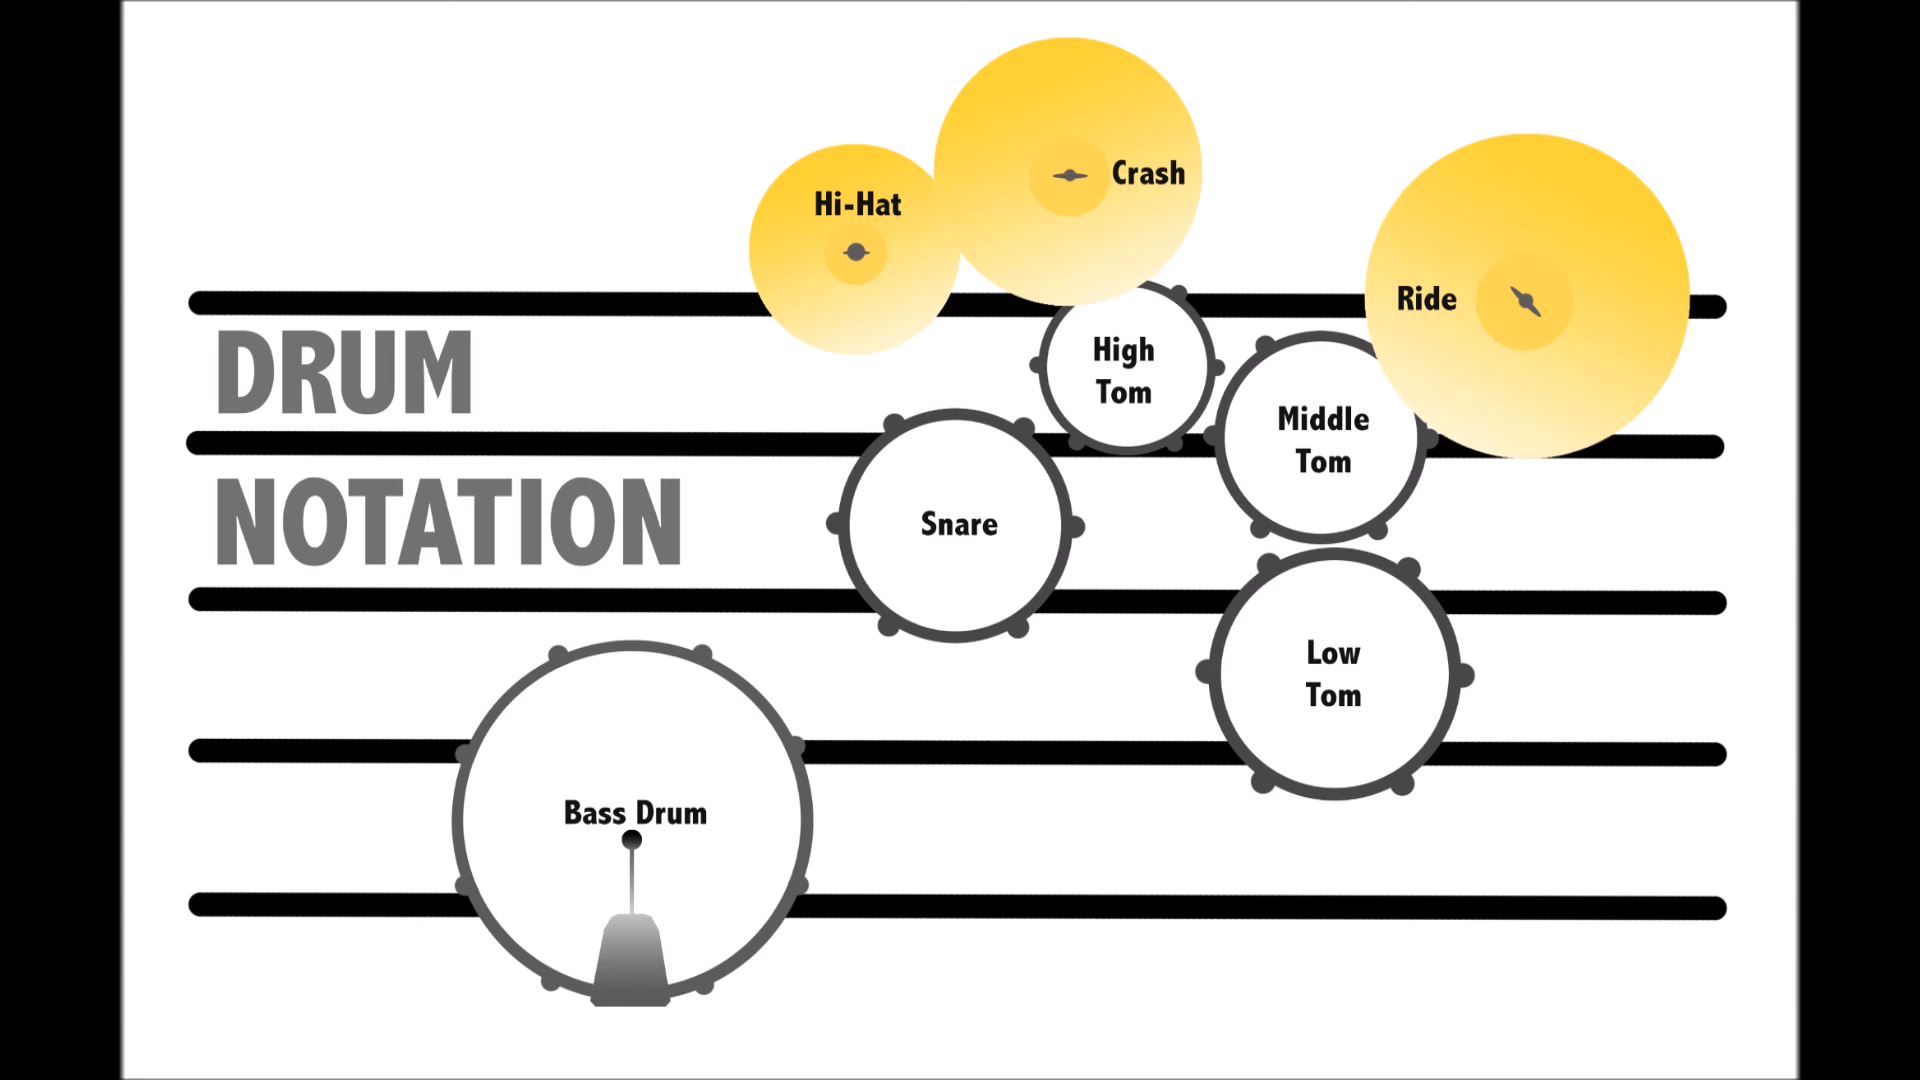 DRUM
NOTATION
Hi-Hat
Crash
Ride
High
Tom
Middle
Tom
Snare
Low
Tom
Bass Drum